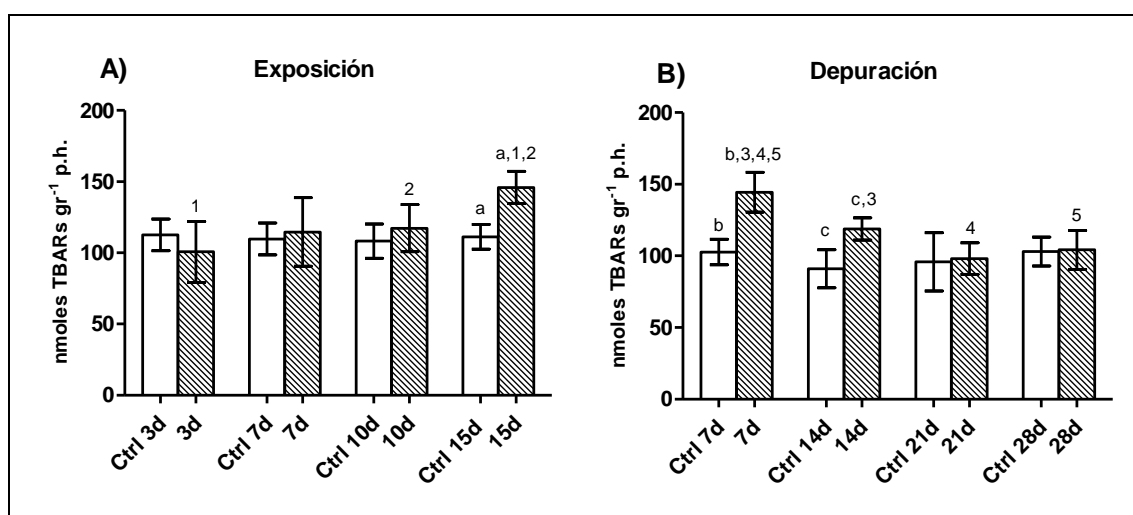 A) Exposición
nmoles TBARs gr⁻¹ p.h.
200
150
100
50
0
1
2
a
a,1,2
Ctrl 3d
3d
Ctrl 7d
7d
Ctrl 10d
10d
Ctrl 15d
15d
B) Depuración
nmoles TBARs gr⁻¹ p.h.
200
150
100
50
0
b
b,3,4,5
c
c,3
4
5
Ctrl 7d
7d
Ctrl 14d
14d
Ctrl 21d
21d
Ctrl 28d
28d